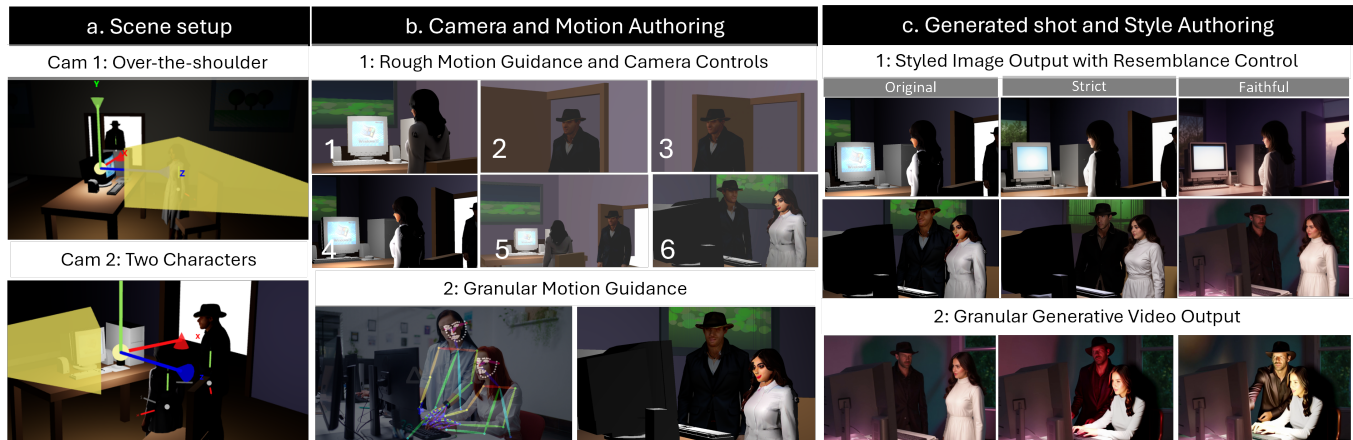 a. Scene setup
Cam 1: Over-the-shoulder
Y
X
Z
Cam 2: Two Characters
X
b. Camera and Motion Authoring
1: Rough Motion Guidance and Camera Controls
1
2
3
4
5
6
2: Granular Motion Guidance
c. Generated shot and Style Authoring
1: Styled Image Output with Resemblance Control
Original
Strict
Faithful
2: Granular Generative Video Output